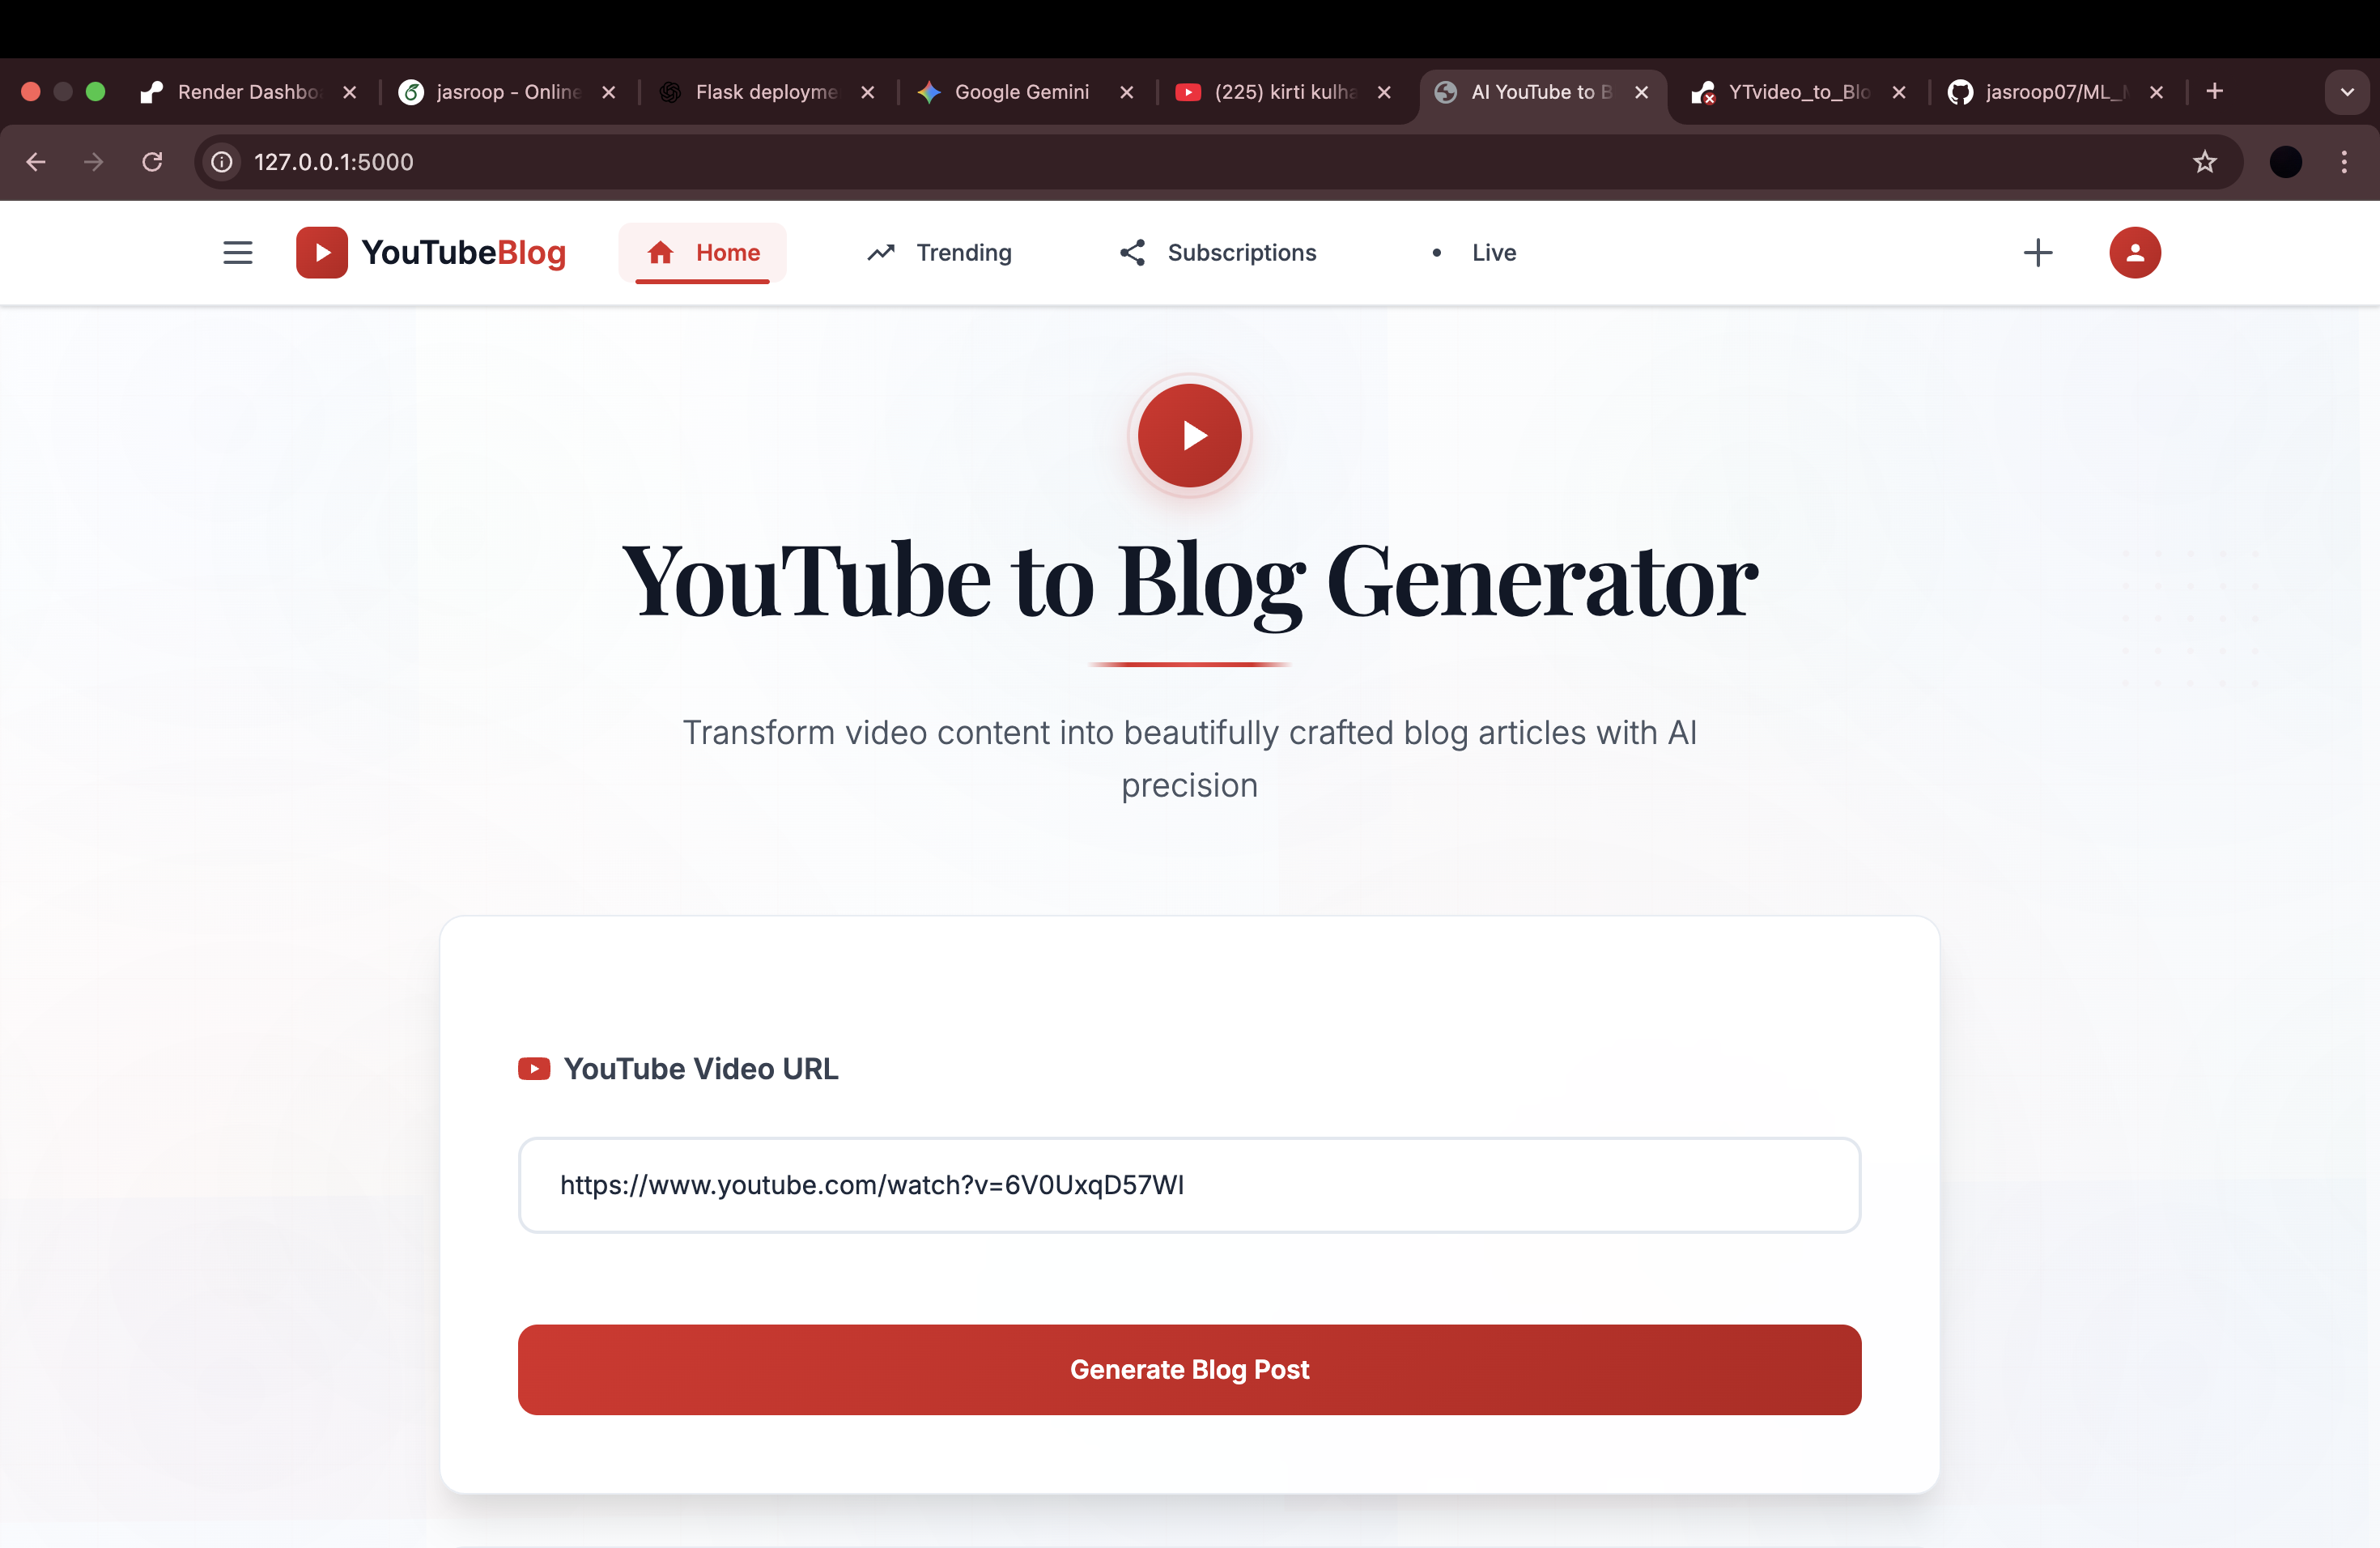 Render Dashbo
jasroop - Online
Flask deployme
Google Gemini
(225) kirti kulha
AI YouTube to B
YTvideo_to_Blo
jasroop07/ML_
127.0.0.1:5000
YouTubeBlog
Home
Trending
Subscriptions
Live
YouTube to Blog Generator
Transform video content into beautifully crafted blog articles with AI
precision
YouTube Video URL
https://www.youtube.com/watch?v=6V0UxqD57WI
Generate Blog Post